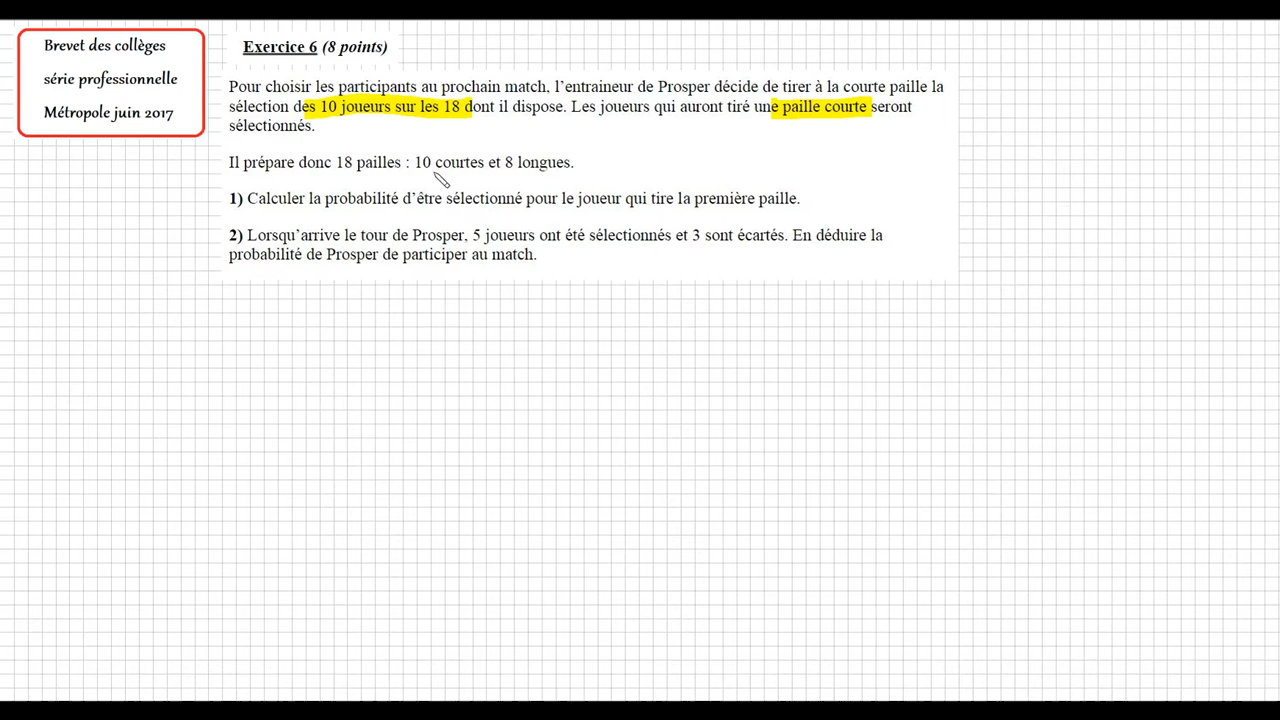 Brevet des collèges
série professionnelle
Métropole juin 2017
Exercice 6 (8 points)
Pour choisir les participants au prochain match, l’entraineur de Prosper décide de tirer à la courte paille la
sélection des 10 joueurs sur les 18 dont il dispose. Les joueurs qui auront tiré une paille courte seront
sélectionnés.
Il prépare donc 18 pailles : 10 courtes et 8 longues.
1) Calculer la probabilité d’être sélectionné pour le joueur qui tire la première paille.
2) Lorsqu’arrive le tour de Prosper, 5 joueurs ont été sélectionnés et 3 sont écartés. En déduire la
probabilité de Prosper de participer au match.